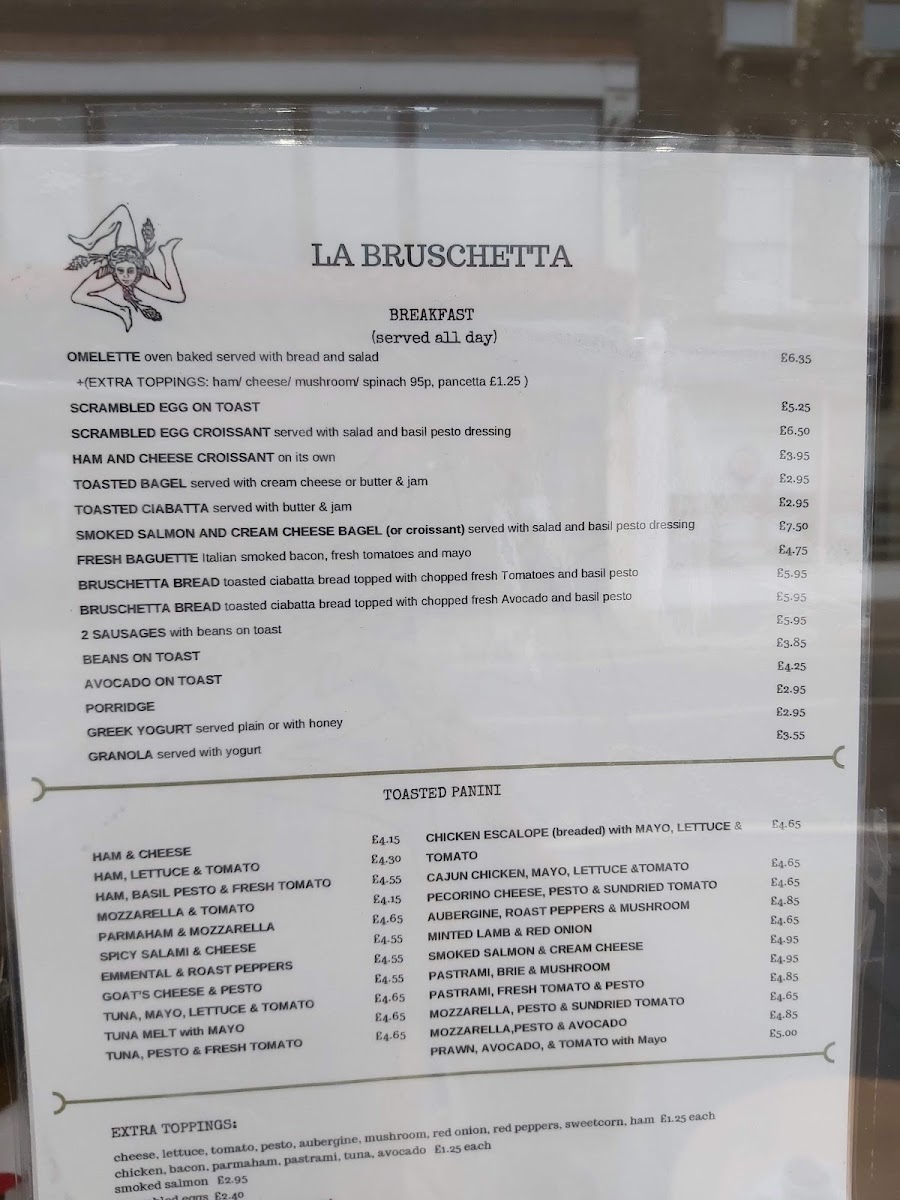 LA BRUSCHETTA
BREAKFAST
(served all day)
OMELETTE oven baked served with bread and salad £6.35
+(EXTRA TOPPINGS: ham/ cheese/ mushroom/ spinach 95p, pancetta £1.25 )
SCRAMBLED EGG ON TOAST £5.25
SCRAMBLED EGG CROISSANT served with salad and basil pesto dressing £6.50
HAM AND CHEESE CROISSANT on its own £3.95
TOASTED BAGEL served with cream cheese or butter & jam £2.95
TOASTED CIABATTA served with butter & jam £2.95
SMOKED SALMON AND CREAM CHEESE BAGEL (or croissant) served with salad and basil pesto dressing £7.50
FRESH BAGUETTE Italian smoked bacon, fresh tomatoes and mayo £4.75
BRUSCHETTA BREAD toasted ciabatta bread topped with chopped fresh Tomatoes and basil pesto £5.95
BRUSCHETTA BREAD toasted ciabatta bread topped with chopped fresh Avocado and basil pesto £5.95
2 SAUSAGES with beans on toast £5.95
BEANS ON TOAST £3.85
AVOCADO ON TOAST £4.25
PORRIDGE £2.95
GREEK YOGURT served plain or with honey £2.95
GRANOLA served with yogurt £3.55
TOASTED PANINI
HAM & CHEESE £4.15
HAM, LETTUCE & TOMATO £4.30
HAM, BASIL PESTO & FRESH TOMATO £4.55
MOZZARELLA & TOMATO £4.15
PARMAHAM & MOZZARELLA £4.65
SPICY SALAMI & CHEESE £4.55
EMMENTAL & ROAST PEPPERS £4.55
GOAT'S CHEESE & PESTO £4.55
TUNA, MAYO, LETTUCE & TOMATO £4.65
TUNA MELT with MAYO £4.65
TUNA, PESTO & FRESH TOMATO £4.65
CHICKEN ESCALOPE (breaded) with MAYO, LETTUCE & £4.65
TOMATO
CAJUN CHICKEN, MAYO, LETTUCE &TOMATO £4.65
PECORINO CHEESE, PESTO & SUNDRIED TOMATO £4.65
AUBERGINE, ROAST PEPPERS & MUSHROOM £4.85
MINTED LAMB & RED ONION £4.65
SMOKED SALMON & CREAM CHEESE £4.95
PASTRAMI, BRIE & MUSHROOM £4.95
PASTRAMI, FRESH TOMATO & PESTO £4.85
MOZZARELLA, PESTO & SUNDRIED TOMATO £4.65
MOZZARELLA,PESTO & AVOCADO £4.85
PRAWN, AVOCADO, & TOMATO with Mayo £5.00
EXTRA TOPPINGS:
cheese, lettuce, tomato, pesto, aubergine, mushroom, red onion, red peppers, sweetcorn, ham £1.25 each
chicken, bacon, parmaham, pastrami, tuna, avocado £1.25 each
smoked salmon £2.95
eggs £2.40